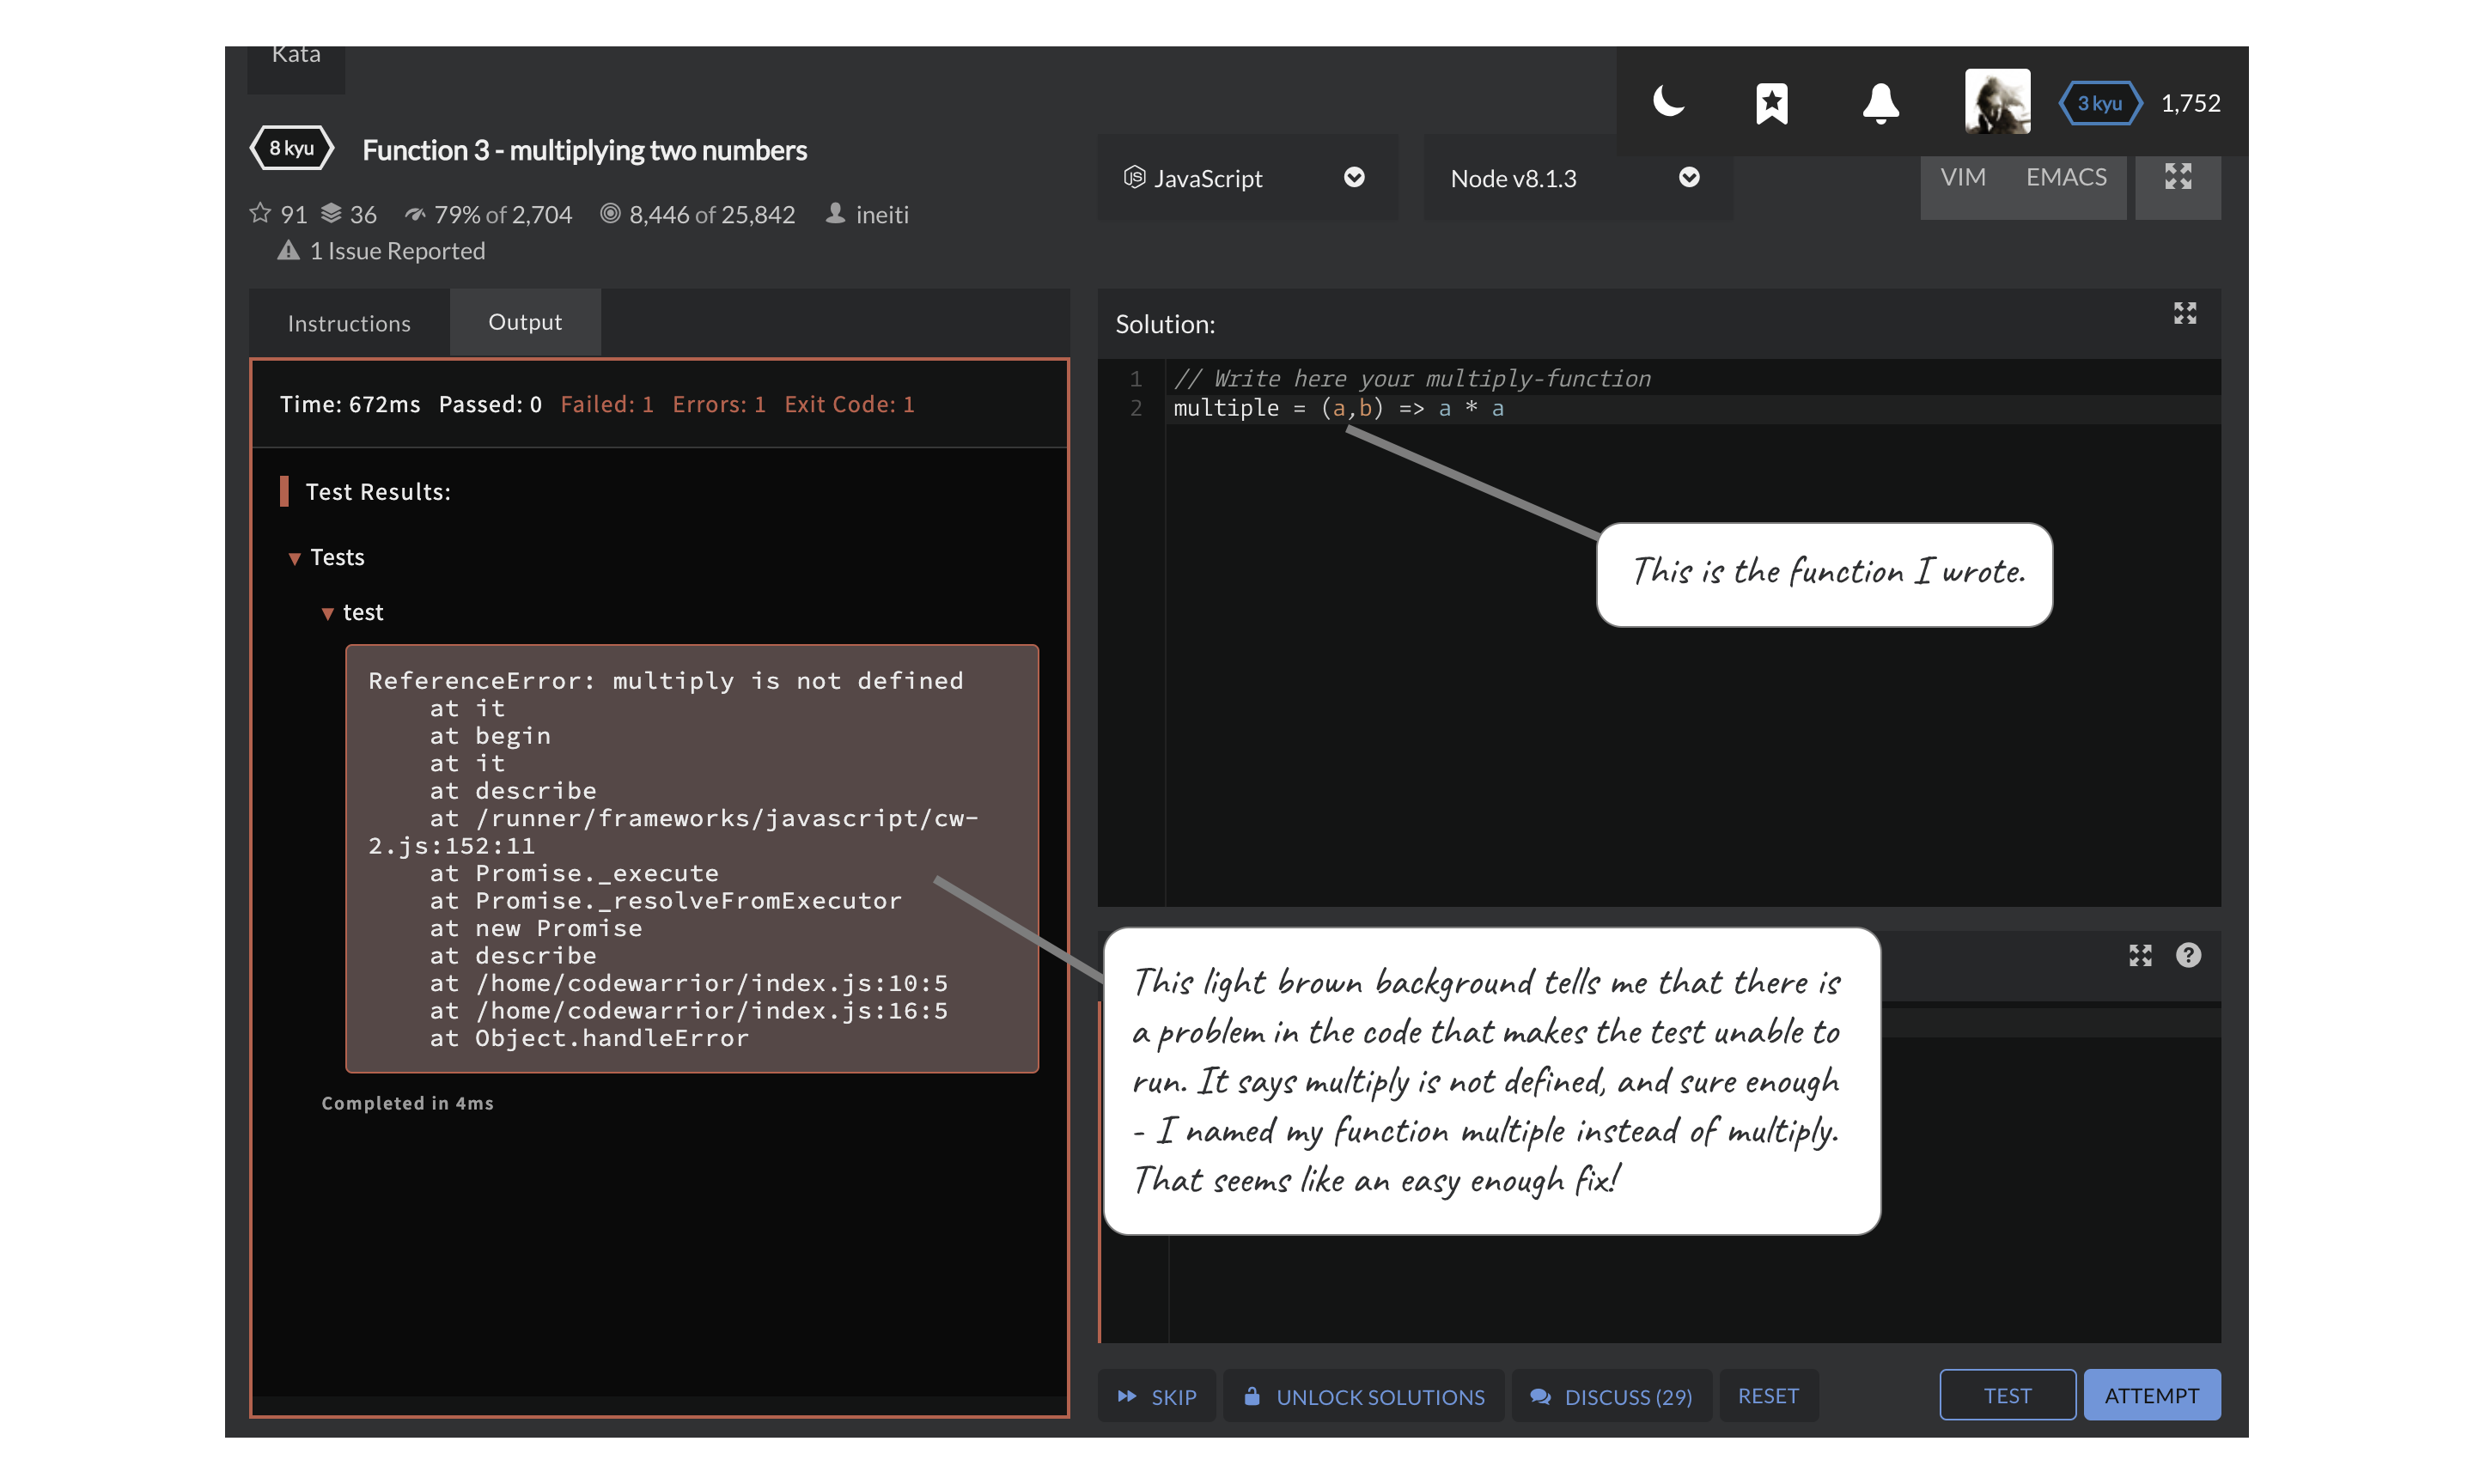 Kata
3 kyu 1,752
8 kyu Function 3 - multiplying two numbers
91 36 79% of 2,704 8,446 of 25,842 ineiti
1 Issue Reported
JavaScript Node v8.1.3 VIM EMACS
Instructions Output
Time: 672ms Passed: 0 Failed: 1 Errors: 1 Exit Code: 1
Test Results:
Tests
test
ReferenceError: multiply is not defined
at it
at begin
at it
at describe
at /runner/frameworks/javascript/cw-
2.js:152:11
at Promise._execute
at Promise._resolveFromExecutor
at new Promise
at describe
at /home/codewarrior/index.js:10:5
at /home/codewarrior/index.js:16:5
at Object.handleError
Completed in 4ms
Solution:
1 // Write here your multiply-function
2 multiple = (a,b) => a * a
This is the function I wrote.
This light brown background tells me that there is
a problem in the code that makes the test unable to
run. It says multiply is not defined, and sure enough
- I named my function multiple instead of multiply.
That seems like an easy enough fix!
SKIP UNLOCK SOLUTIONS DISCUSS (29) RESET TEST ATTEMPT